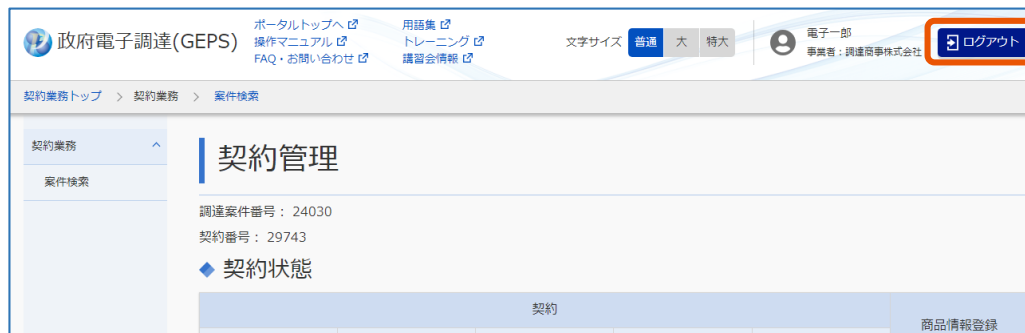 政府電子調達(GEPS)
ポータルトップへ
操作マニュアル
FAQ・お問い合わせ
用語集
トレーニング
講習会情報
文字サイズ 普通 大 特大
電子一郎
事業者：調達商事株式会社
ログアウト
契約業務トップ > 契約業務 > 案件検索
契約業務
案件検索
契約管理
調達案件番号： 24030
契約番号： 29743
契約状態
契約
商品情報登録